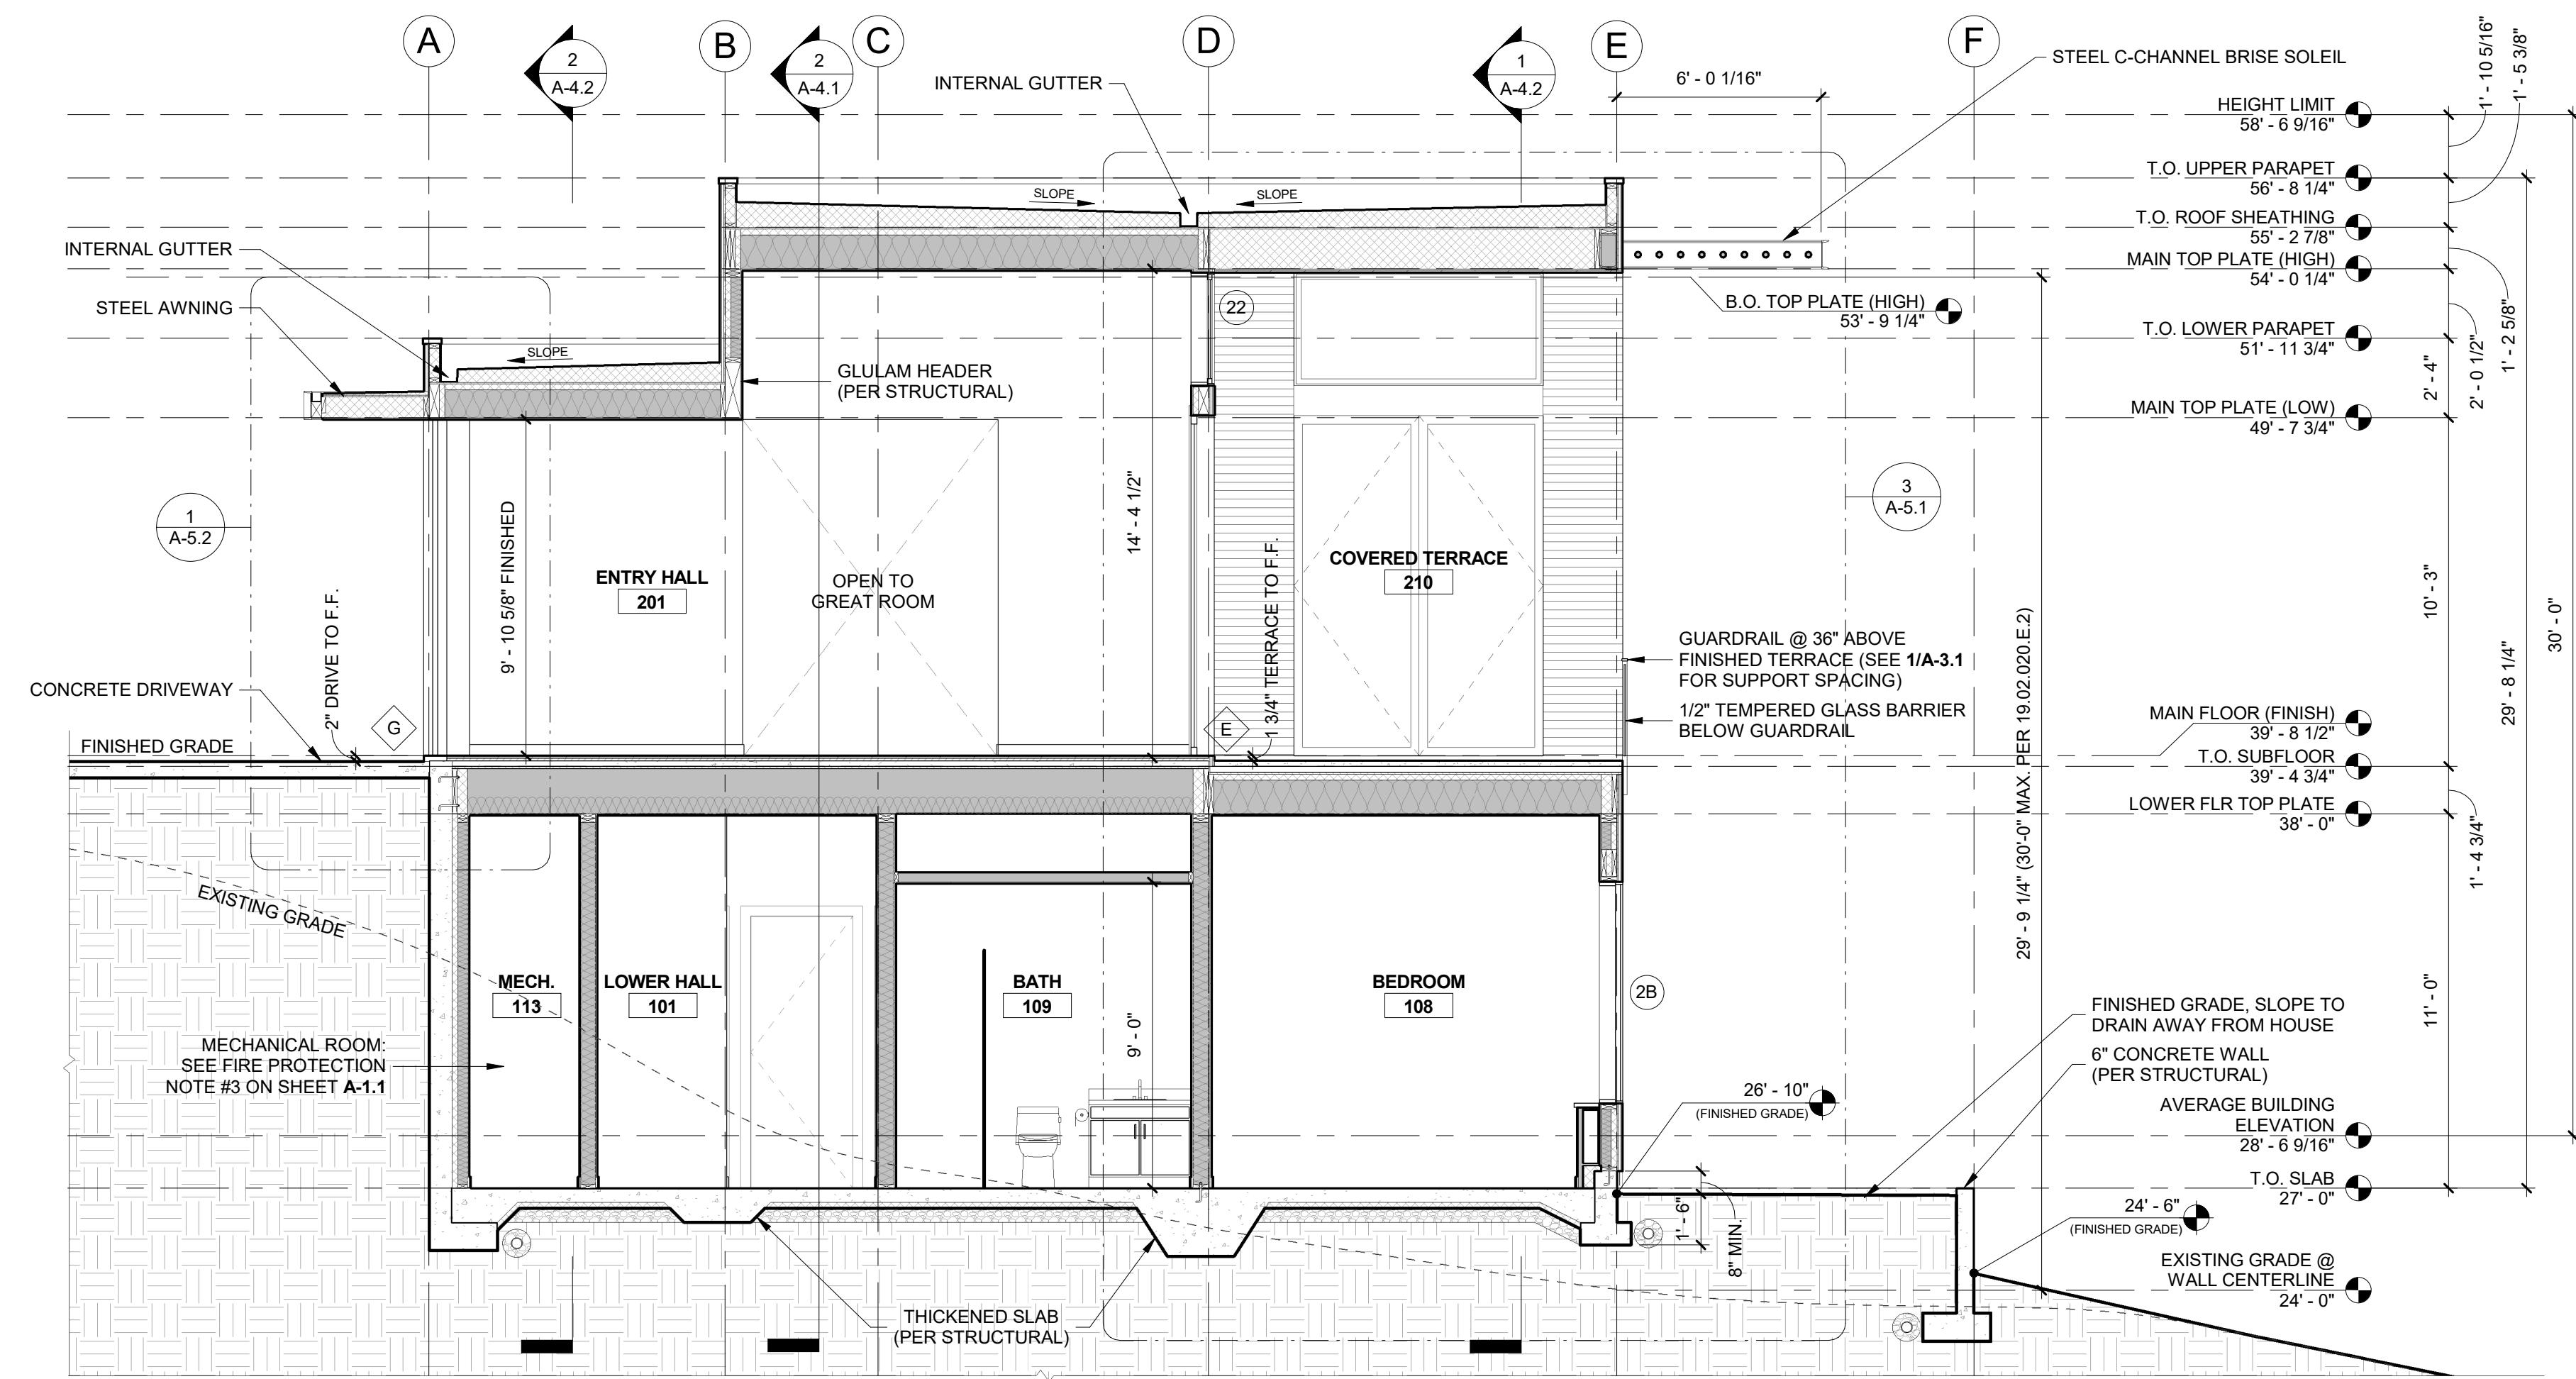 A
B
C
D
E
F
2
A-4.2
2
A-4.1
1
A-4.2
INTERNAL GUTTER
6' - 0 1/16"
STEEL C-CHANNEL BRISE SOLEIL
HEIGHT LIMIT
58' - 6 9/16"
T.O. UPPER PARAPET
56' - 8 1/4"
T.O. ROOF SHEATHING
55' - 2 7/8"
MAIN TOP PLATE (HIGH)
54' - 0 1/4"
B.O. TOP PLATE (HIGH)
53' - 9 1/4"
T.O. LOWER PARAPET
51' - 11 3/4"
MAIN TOP PLATE (LOW)
49' - 7 3/4"
1' - 10 5/16"
1' - 5 3/8"
1' - 2 5/8"
2' - 0 1/2"
2' - 4"
SLOPE
SLOPE
INTERNAL GUTTER
STEEL AWNING
SLOPE
GLULAM HEADER
(PER STRUCTURAL)
22
1
A-5.2
3
A-5.1
9' - 10 5/8" FINISHED
14' - 4 1/2"
ENTRY HALL
201
OPEN TO
GREAT ROOM
COVERED TERRACE
210
1 3/4" TERRACE TO F.F.
2" DRIVE TO F.F.
CONCRETE DRIVEWAY
FINISHED GRADE
G
E
GUARDRAIL @ 36" ABOVE
FINISHED TERRACE (SEE 1/A-3.1
FOR SUPPORT SPACING)
1/2" TEMPERED GLASS BARRIER
BELOW GUARDRAIL
29' - 9 1/4" (30'-0" MAX. PER 19.02.020.E.2)
10' - 3"
29' - 8 1/4"
30' - 0"
MAIN FLOOR (FINISH)
39' - 8 1/2"
T.O. SUBFLOOR
39' - 4 3/4"
LOWER FLR TOP PLATE
38' - 0"
1' - 4 3/4"
11' - 0"
EXISTING GRADE
MECH.
113
LOWER HALL
101
BATH
109
BEDROOM
108
2B
9' - 0"
MECHANICAL ROOM:
SEE FIRE PROTECTION
NOTE #3 ON SHEET A-1.1
26' - 10"
(FINISHED GRADE)
FINISHED GRADE, SLOPE TO
DRAIN AWAY FROM HOUSE
6" CONCRETE WALL
(PER STRUCTURAL)
AVERAGE BUILDING
ELEVATION
28' - 6 9/16"
T.O. SLAB
27' - 0"
24' - 6"
(FINISHED GRADE)
EXISTING GRADE @
WALL CENTERLINE
24' - 0"
1' - 6"
8" MIN.
THICKENED SLAB
(PER STRUCTURAL)